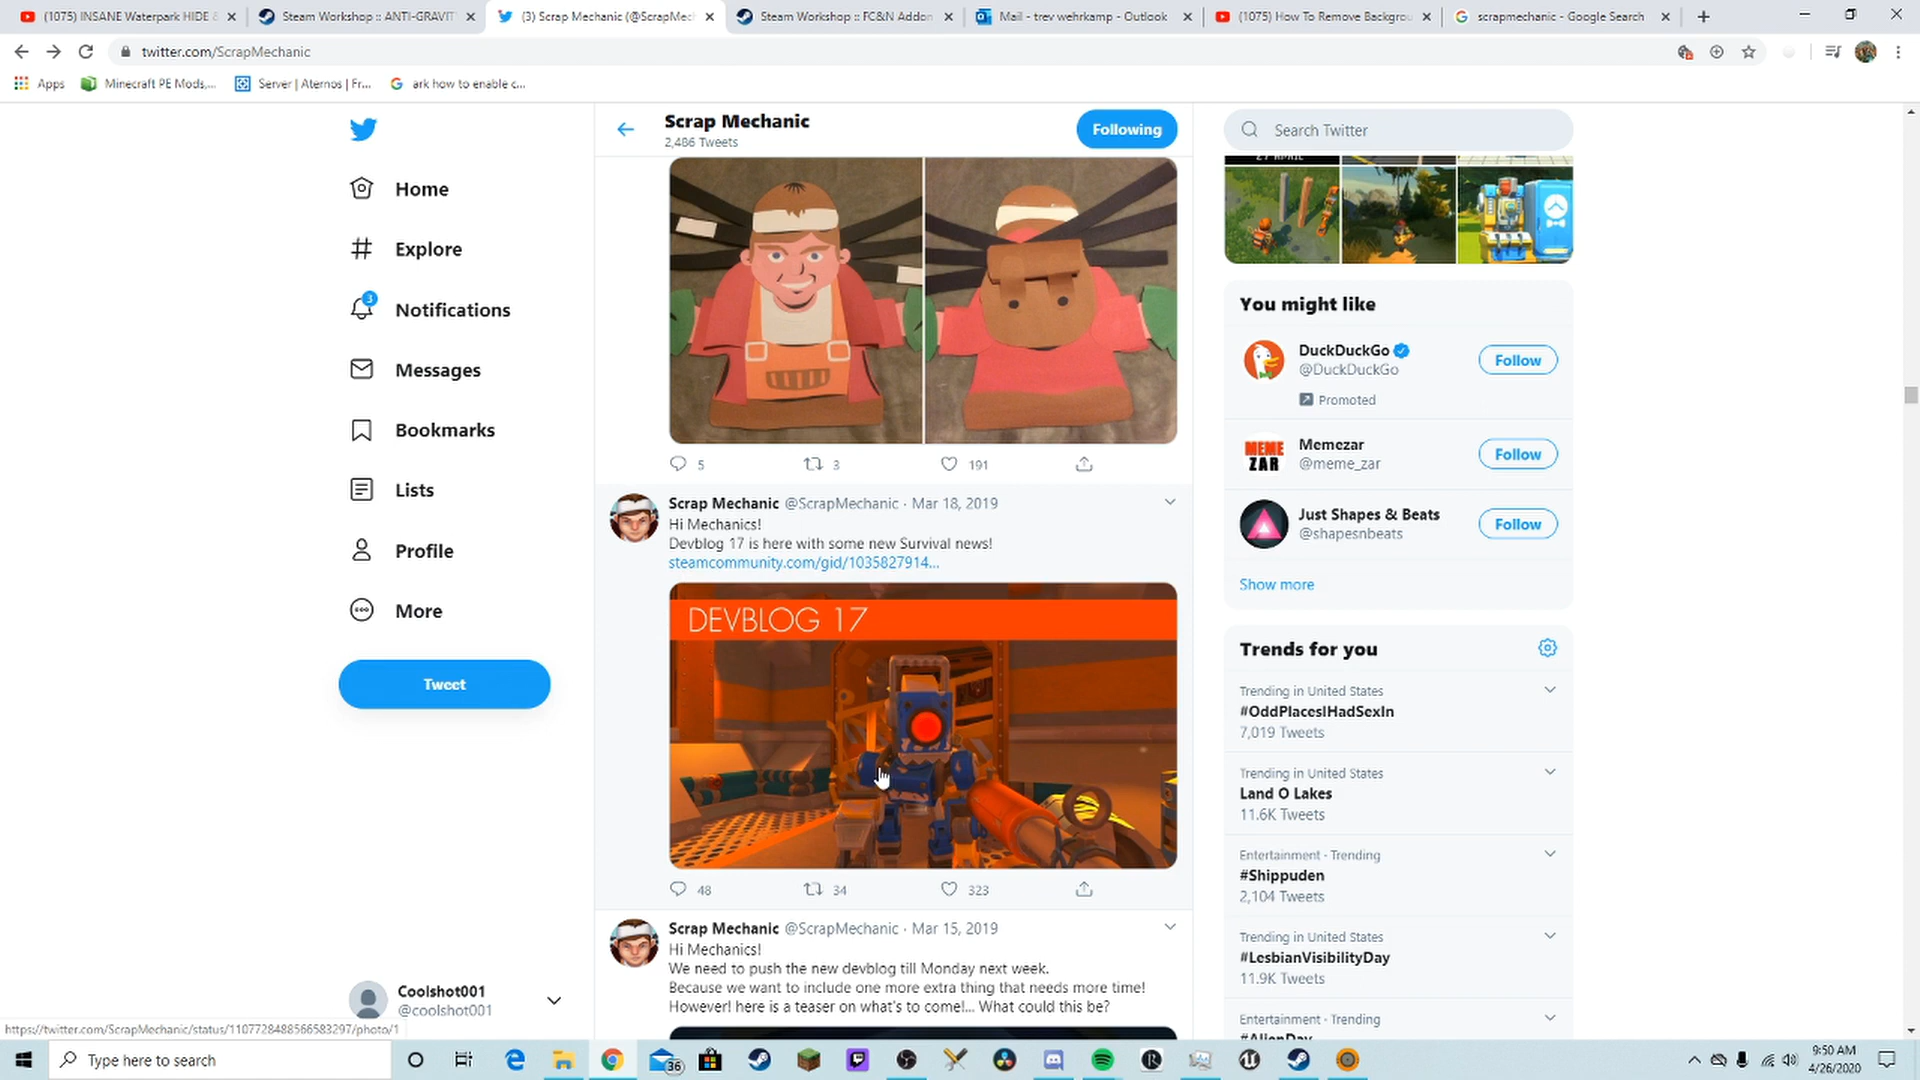 (1075) INSANE Waterpark HIDE &
Steam Workshop :: ANTI-GRAVIT
(3) Scrap Mechanic (@ScrapMec
Steam Workshop :: FC&N Addon
Mail - trev wehrkamp - Outlook
(1075) How To Remove Backgrou
scrapmechanic - Google Search
twitter.com/ScrapMechanic
Apps
Minecraft PE Mods,...
Server | Aternos | Fr...
ark how to enable c...
Home
Explore
3
Notifications
Messages
Bookmarks
Lists
Profile
More
Tweet
Coolshot001
@coolshot001
Scrap Mechanic
2,486 Tweets
Following
5
3
191
Scrap Mechanic @ScrapMechanic · Mar 18, 2019
Hi Mechanics!
Devblog 17 is here with some new Survival news!
steamcommunity.com/gid/1035827914...
DEVBLOG 17
48
34
323
Scrap Mechanic @ScrapMechanic · Mar 15, 2019
Hi Mechanics!
We need to push the new devblog till Monday next week.
Because we want to include one more extra thing that needs more time!
However! here is a teaser on what's to come!... What could this be?
Search Twitter
27 APRIL
You might like
DuckDuckGo
@DuckDuckGo
Promoted
Follow
MEME
ZAR
Memezar
@meme_zar
Follow
Just Shapes & Beats
@shapesnbeats
Follow
Show more
Trends for you
Trending in United States
#OddPlacesIHadSexIn
7,019 Tweets
Trending in United States
Land O Lakes
11.6K Tweets
Entertainment · Trending
#Shippuden
2,104 Tweets
Trending in United States
#LesbianVisibilityDay
11.9K Tweets
Entertainment · Trending
#AlienDay
https://twitter.com/ScrapMechanic/status/1107728488566583297/photo/1
Type here to search
36
9:50 AM
4/26/2020